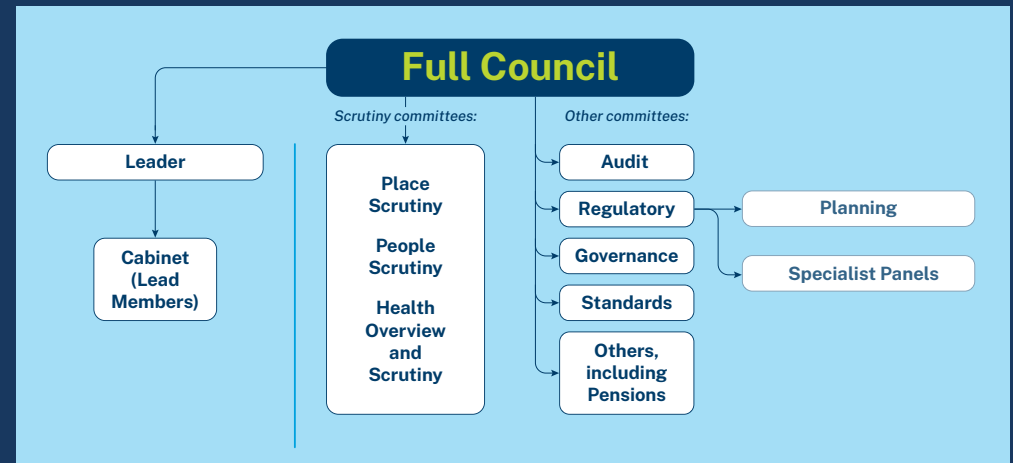 Full Council
Leader
Cabinet
(Lead
Members)
Scrutiny committees:
Place
Scrutiny
People
Scrutiny
Health
Overview
and
Scrutiny
Other committees:
Audit
Regulatory
Governance
Standards
Others,
including
Pensions
Planning
Specialist Panels